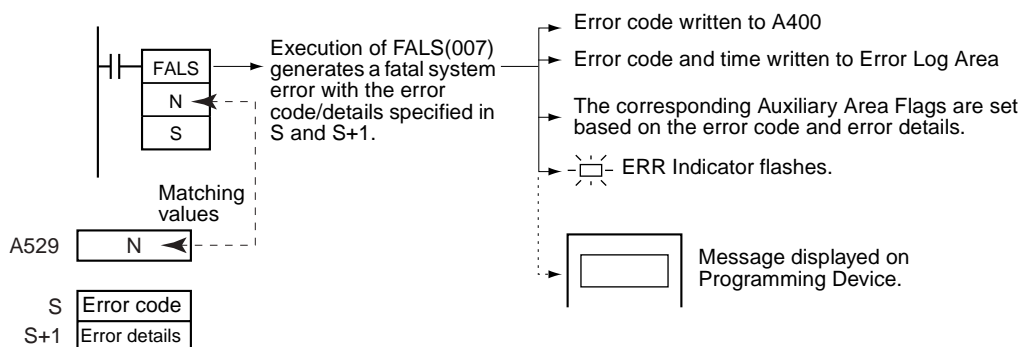 FALS
N
S
Execution of FALS(007)
generates a fatal system
error with the error
code/details specified in
S and S+1.
Error code written to A400
Error code and time written to Error Log Area
The corresponding Auxiliary Area Flags are set
based on the error code and error details.
ERR Indicator flashes.
Message displayed on
Programming Device.
Matching
values
A529 N
S Error code
S+1 Error details